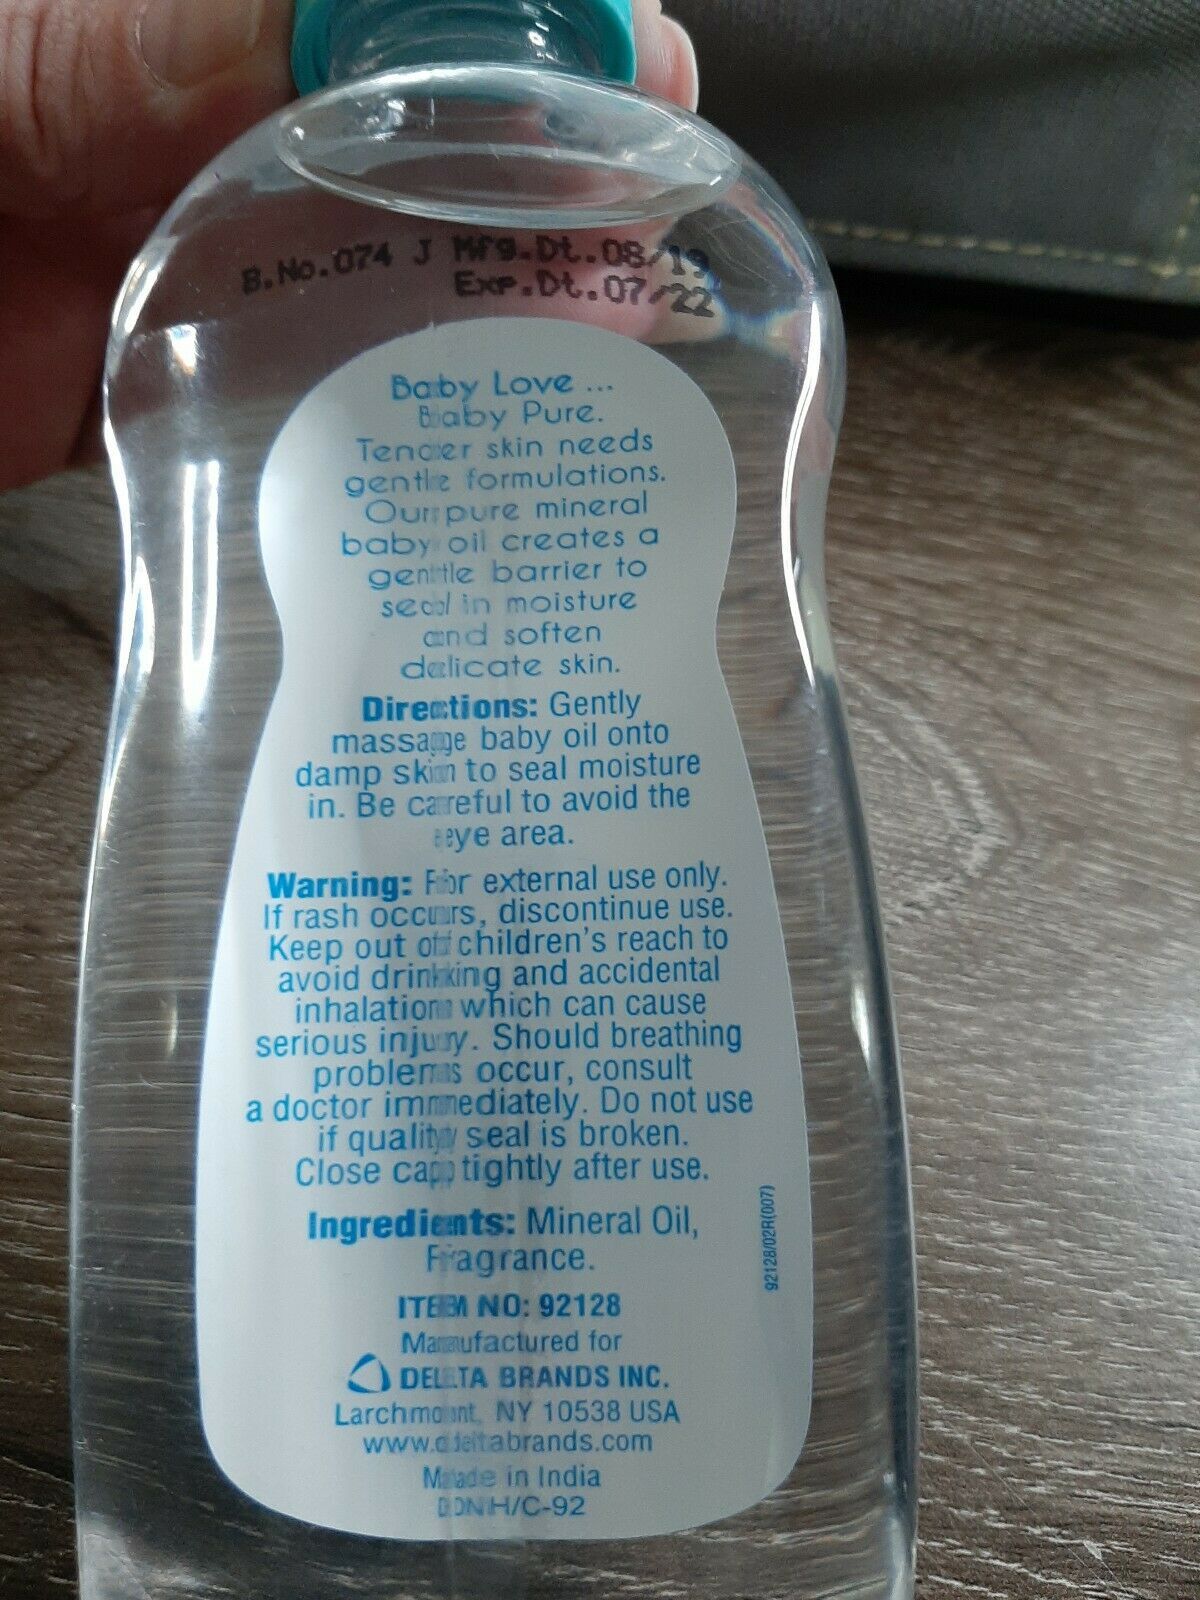 B.No.074 J Mfg.Dt.08/19
Exp.Dt.07/22
Baby Love ...
Baby Pure.
Tender skin needs
gentle formulations.
Our pure mineral
baby oil creates a
gentle barrier to
seal in moisture
and soften
delicate skin.
Directions: Gently
massage baby oil onto
damp skin to seal moisture
in. Be careful to avoid the
eye area.
Warning: For external use only.
If rash occurs, discontinue use.
Keep out of children's reach to
avoid drinking and accidental
inhalation which can cause
serious injury. Should breathing
problems occur, consult
a doctor immediately. Do not use
if quality seal is broken.
Close cap tightly after use.
Ingredients: Mineral Oil,
Fragrance.
ITEM NO: 92128
Manufactured for
DELTA BRANDS INC.
Larchmont, NY 10538 USA
www.deltabrands.com
Made in India
DNH/C-92
92128/02R(007)